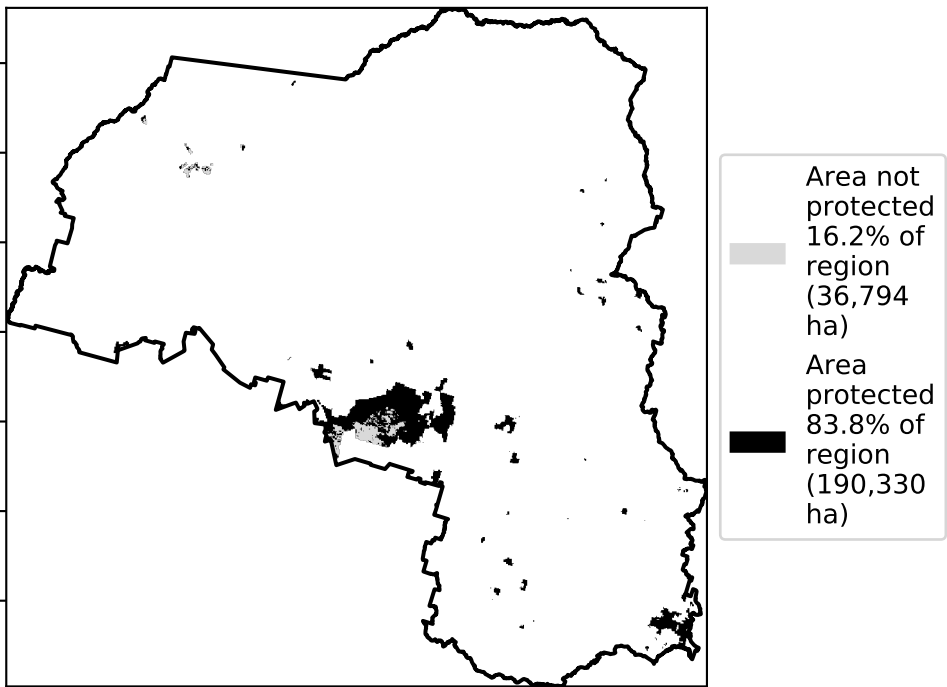 Area not
protected
16.2% of
region
(36,794
ha)
Area
protected
83.8% of
region
(190,330
ha)